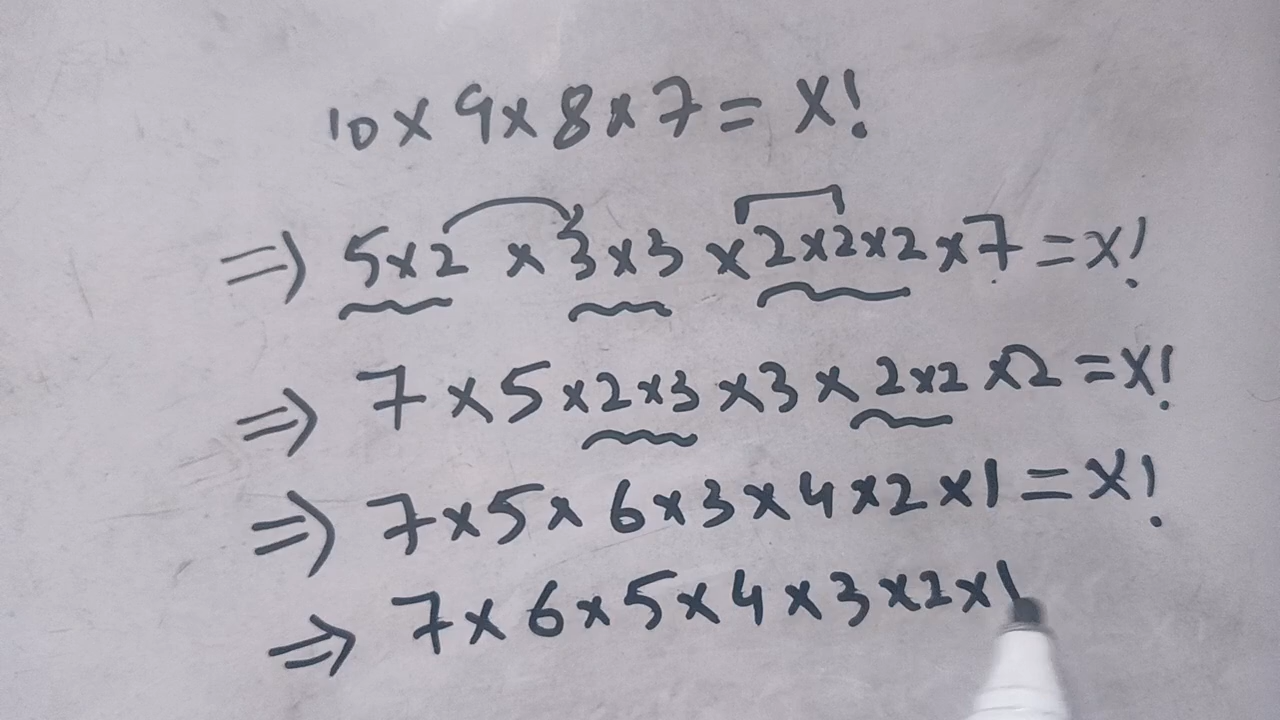 10 × 9 × 8 × 7 = x!
⇒ 5 × 2 × 3 × 3 × 2 × 2 × 2 × 7 = x!
⇒ 7 × 5 × 2 × 3 × 3 × 2 × 2 × 2 = x!
⇒ 7 × 5 × 6 × 3 × 4 × 2 × 1 = x!
⇒ 7 × 6 × 5 × 4 × 3 × 2 × 1